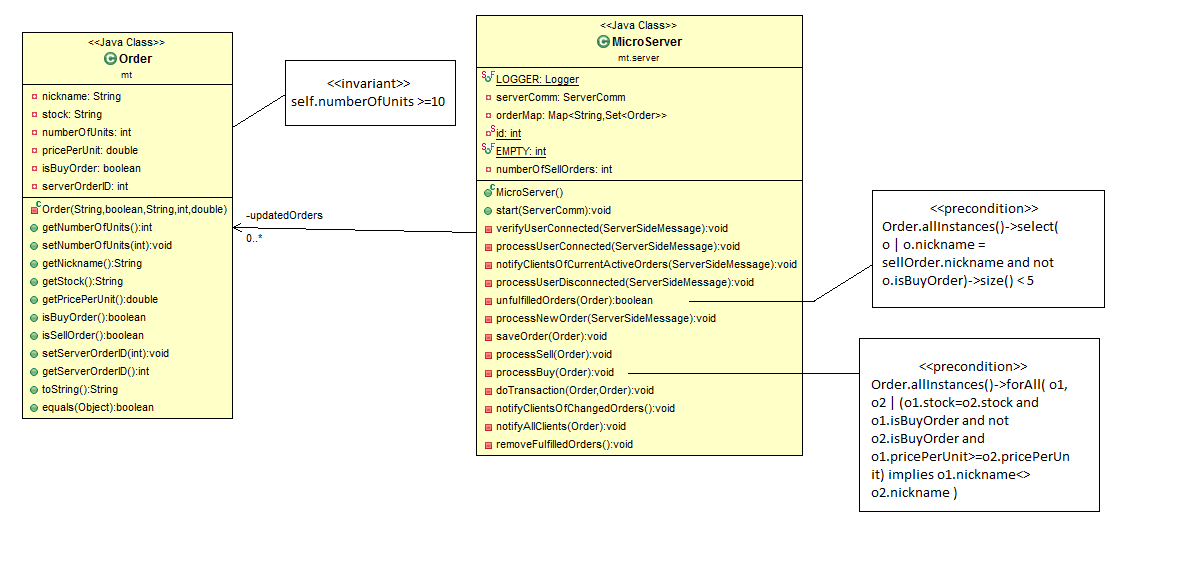 <<Java Class>>
Order
mt
nickname: String
stock: String
numberOfUnits: int
pricePerUnit: double
isBuyOrder: boolean
serverOrderID: int
Order(String,boolean,String,int,double)
getNumberOfUnits():int
setNumberOfUnits(int):void
getNickname():String
getStock():String
getPricePerUnit():double
isBuyOrder():boolean
isSellOrder():boolean
setServerOrderID(int):void
getServerOrderID():int
toString():String
equals(Object):boolean
<<invariant>>
self.numberOfUnits >=10
-updatedOrders
0..*
<<Java Class>>
MicroServer
mt.server
LOGGER: Logger
serverComm: ServerComm
orderMap: Map<String,Set<Order>>
id: int
EMPTY: int
numberOfSellOrders: int
MicroServer()
start(ServerComm):void
verifyUserConnected(ServerSideMessage):void
processUserConnected(ServerSideMessage):void
notifyClientsOfCurrentActiveOrders(ServerSideMessage):void
processUserDisconnected(ServerSideMessage):void
unfulfilledOrders(Order):boolean
processNewOrder(ServerSideMessage):void
saveOrder(Order):void
processSell(Order):void
processBuy(Order):void
doTransaction(Order,Order):void
notifyClientsOfChangedOrders():void
notifyAllClients(Order):void
removeFulfilledOrders():void
<<precondition>>
Order.allInstances()->select(
o | o.nickname =
sellOrder.nickname and not
o.isBuyOrder)->size() < 5
<<precondition>>
Order.allInstances()->forAll( o1,
o2 | (o1.stock=o2.stock and
o1.isBuyOrder and not
o2.isBuyOrder and
o1.pricePerUnit>=o2.pricePerUn
it) implies o1.nickname<>
o2.nickname )